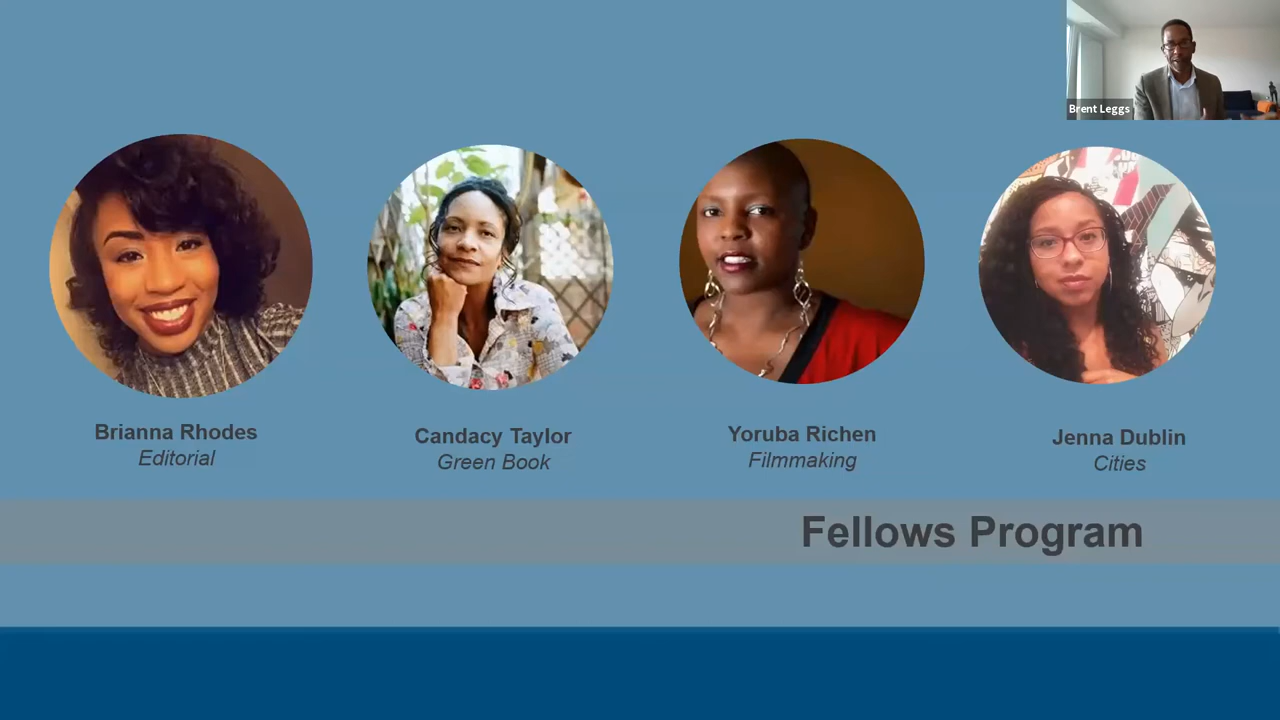 Brent Leggs
Brianna Rhodes
Editorial
Candacy Taylor
Green Book
Yoruba Richen
Filmmaking
Jenna Dublin
Cities
Fellows Program